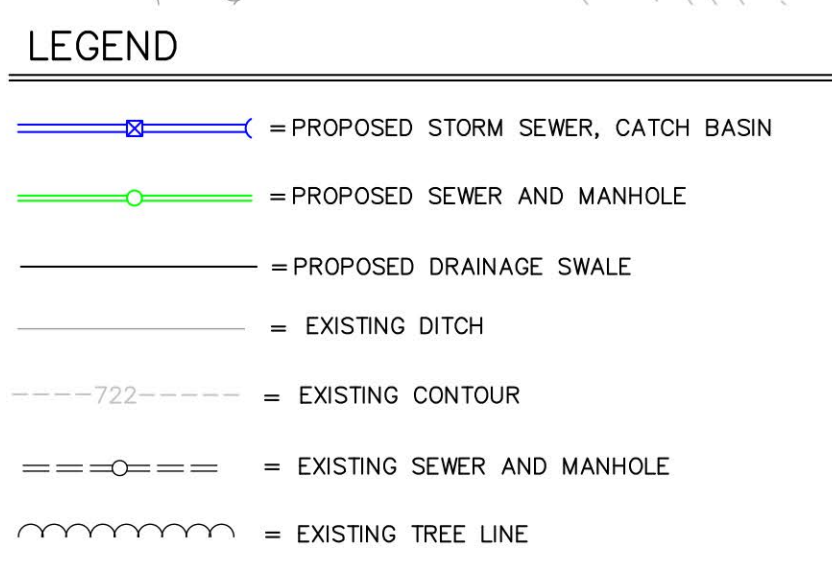 LEGEND
= PROPOSED STORM SEWER, CATCH BASIN
= PROPOSED SEWER AND MANHOLE
= PROPOSED DRAINAGE SWALE
= EXISTING DITCH
722 = EXISTING CONTOUR
= EXISTING SEWER AND MANHOLE
= EXISTING TREE LINE